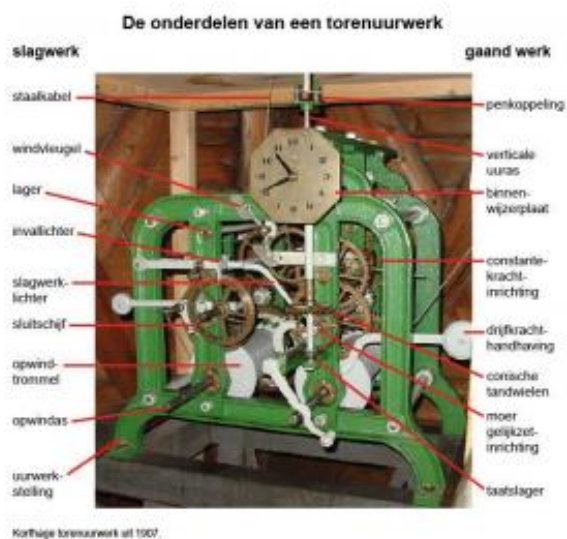 De onderdelen van een torenuurwerk
slagwerk
gaand werk
staalkabel
windvleugel
lager
invallichter
slagwerk-
lichter
sluitschijf
opwind-
trommel
opwindas
uurwerk-
stelling
penkoppeling
verticale
uuras
binnen-
wijzerplaat
constante-
kracht-
inrichting
drijfkracht-
handhaving
conische
tandwielen
moer
gelijkzet-
inrichting
taatslager
Korfhage torenuurwerk uit 1907.